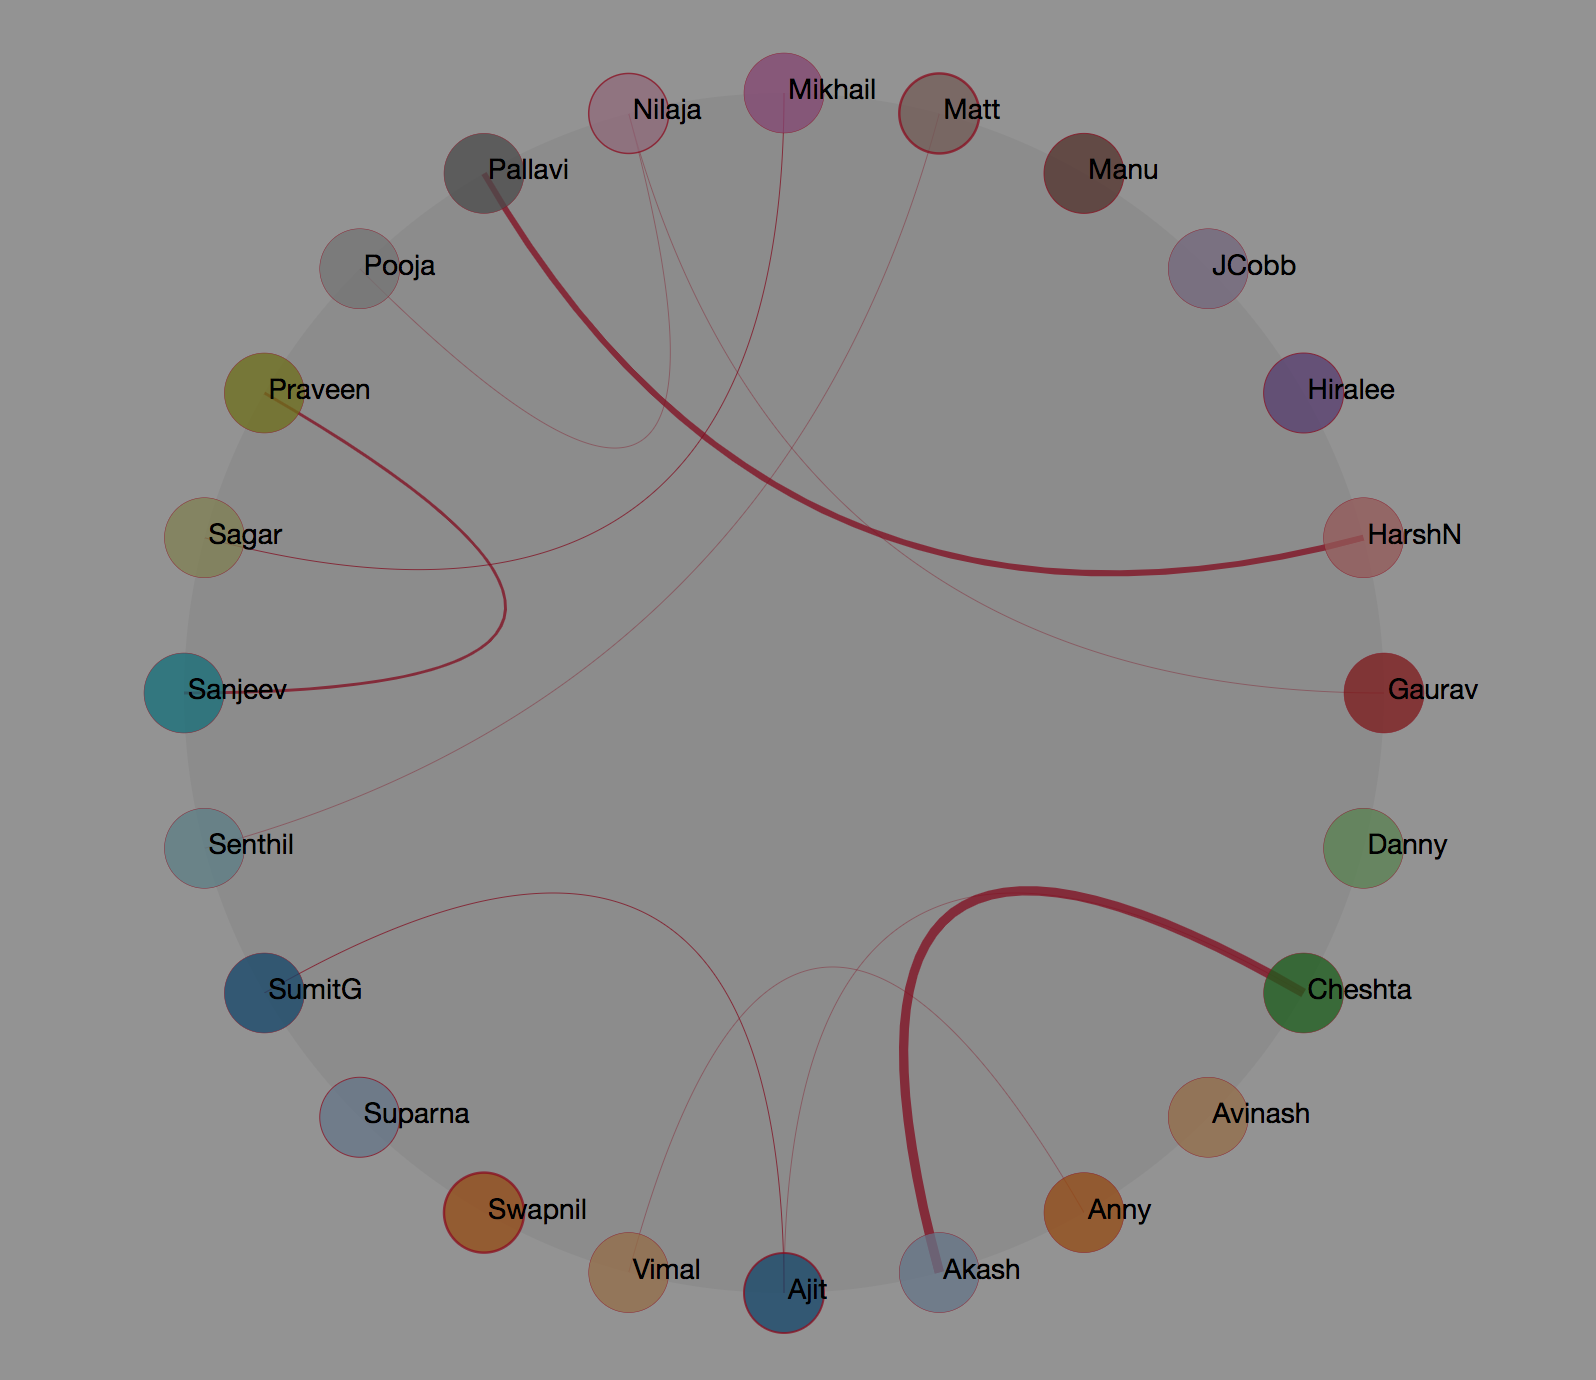 Mikhail
Matt
Nilaja
Manu
Pallavi
JCobb
Pooja
Hiralee
Praveen
HarshN
Sagar
Gaurav
Sanjeev
Danny
Senthil
Cheshta
SumitG
Avinash
Suparna
Anny
Swapnil
Akash
Vimal
Ajit